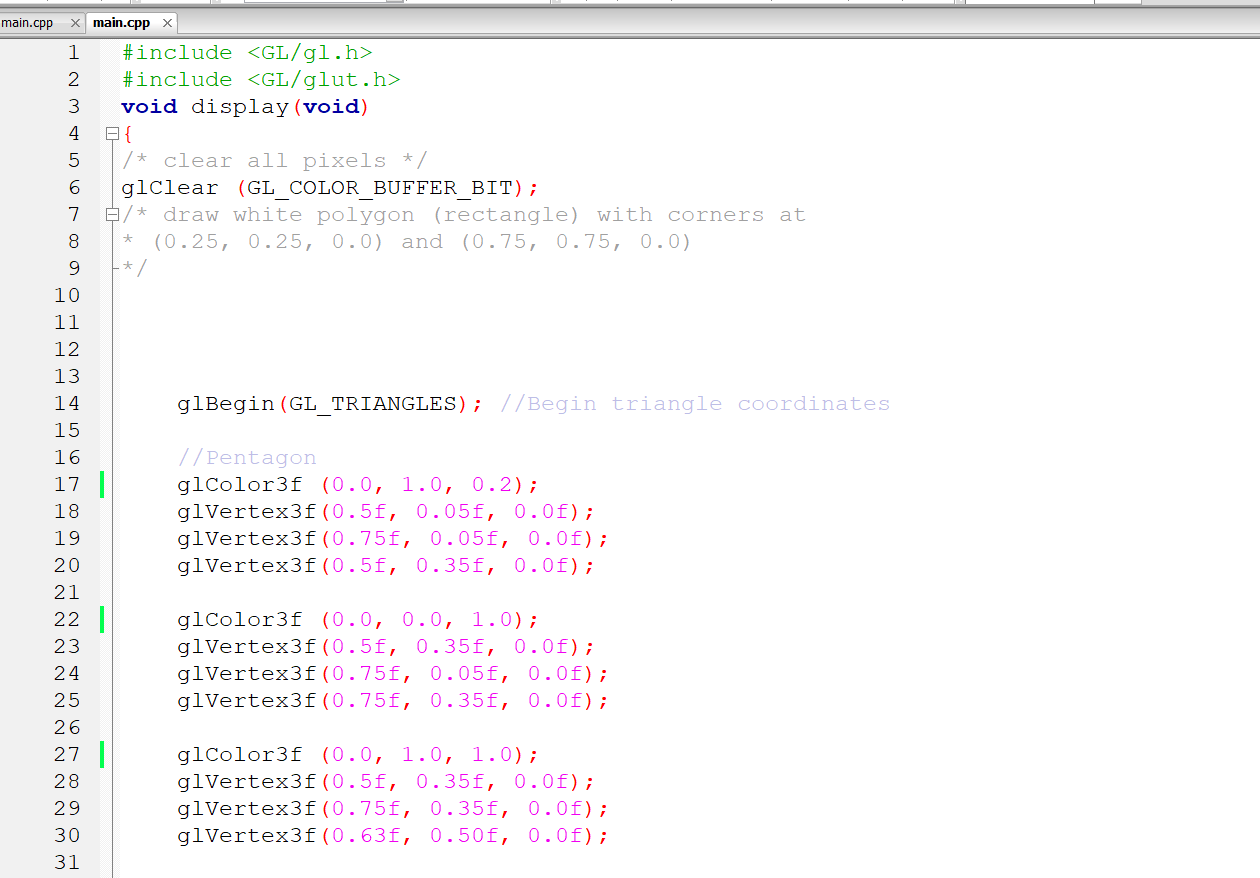 main.cpp main.cpp
1 #include <GL/gl.h>
2 #include <GL/glut.h>
3 void display(void)
4 {
5 /* clear all pixels */
6 glClear (GL_COLOR_BUFFER_BIT);
7 /* draw white polygon (rectangle) with corners at
8 * (0.25, 0.25, 0.0) and (0.75, 0.75, 0.0)
9 */
10
11
12
13
14 glBegin(GL_TRIANGLES); //Begin triangle coordinates
15
16 //Pentagon
17 glColor3f (0.0, 1.0, 0.2);
18 glVertex3f(0.5f, 0.05f, 0.0f);
19 glVertex3f(0.75f, 0.05f, 0.0f);
20 glVertex3f(0.5f, 0.35f, 0.0f);
21
22 glColor3f (0.0, 0.0, 1.0);
23 glVertex3f(0.5f, 0.35f, 0.0f);
24 glVertex3f(0.75f, 0.05f, 0.0f);
25 glVertex3f(0.75f, 0.35f, 0.0f);
26
27 glColor3f (0.0, 1.0, 1.0);
28 glVertex3f(0.5f, 0.35f, 0.0f);
29 glVertex3f(0.75f, 0.35f, 0.0f);
30 glVertex3f(0.63f, 0.50f, 0.0f);
31